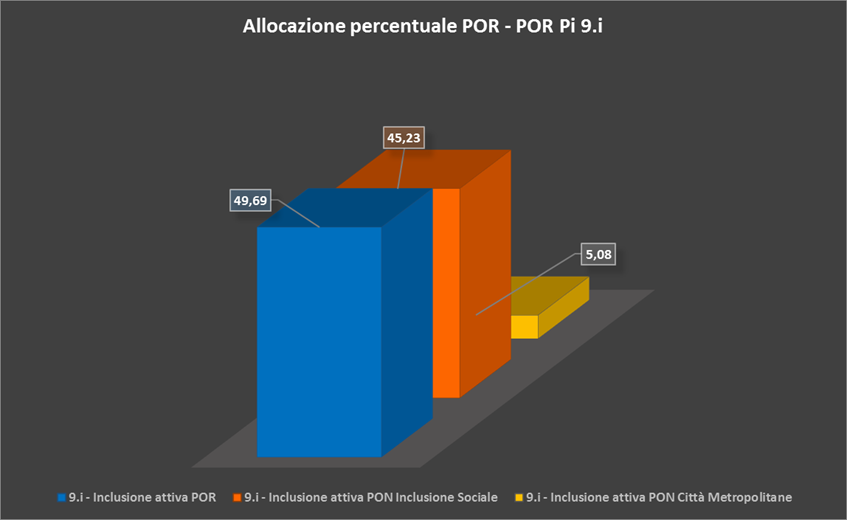 Allocazione percentuale POR - POR Pi 9.i
45,23
49,69
5,08
9.i - Inclusione attiva POR
9.i - Inclusione attiva PON Inclusione Sociale
9.i - Inclusione attiva PON Città Metropolitane